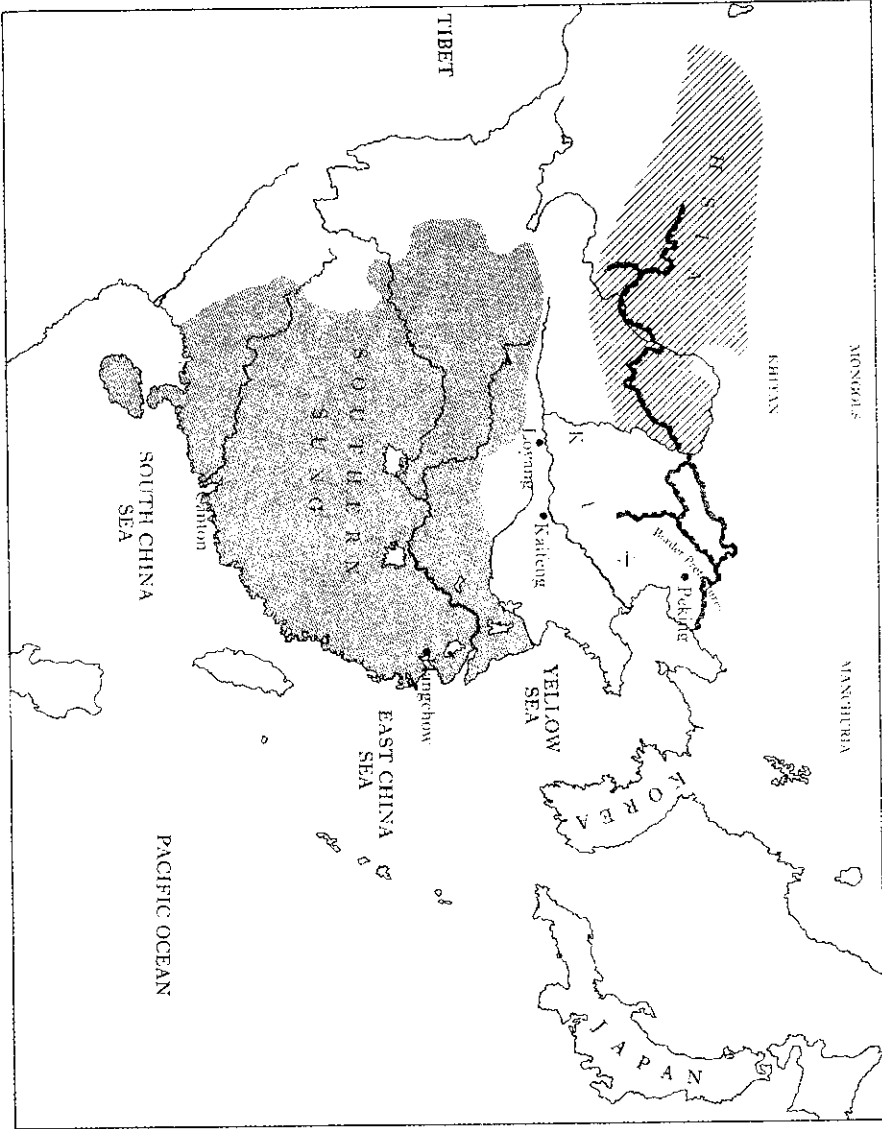 MONGOLS
MANCHURIA
KHITAN
HSIA
Border
Peking
JAPAN
KOREA
Kaifeng
Loyang
YELLOW
SEA
TIBET
SOUTHERN
SUNG
EAST CHINA
SEA
Canton
SOUTH CHINA
SEA
PACIFIC OCEAN